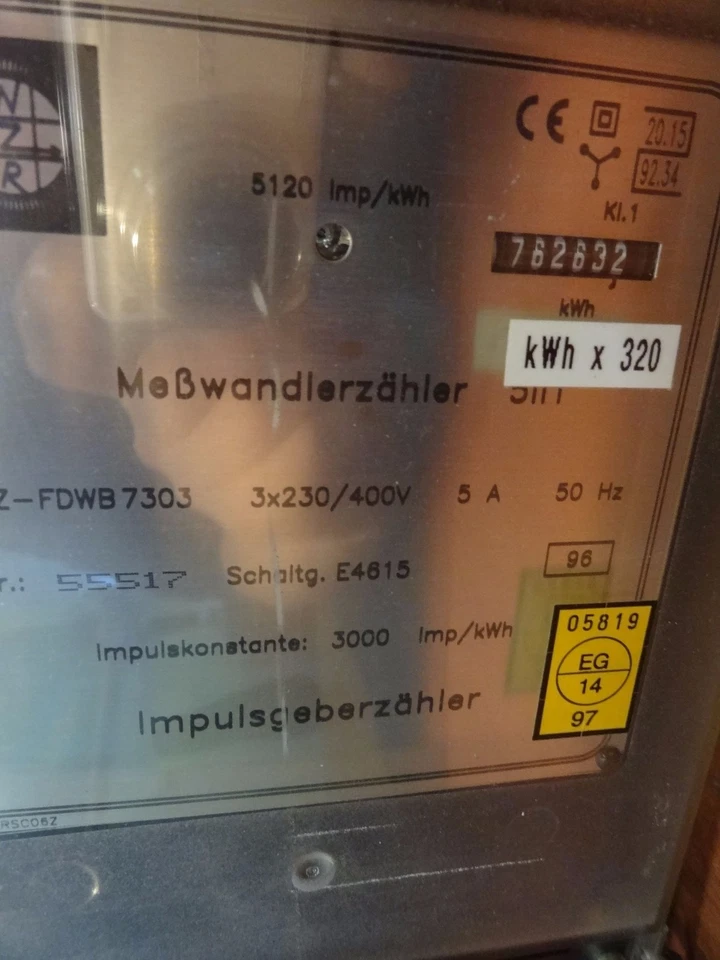 N
Z
R
CE
20.15
92.34
5120 Imp/kWh
Kl.1
762632
,
kWh
kWh x 320
Meßwandlerzähler
Z-FDWB 7303 3x230/400V 5 A 50 Hz
r.: 55517 Schaltg. E4615 96
Impulskonstante: 3000 Imp/kWh
Impulsgeberzähler
05819
EG
14
97
RSC06Z